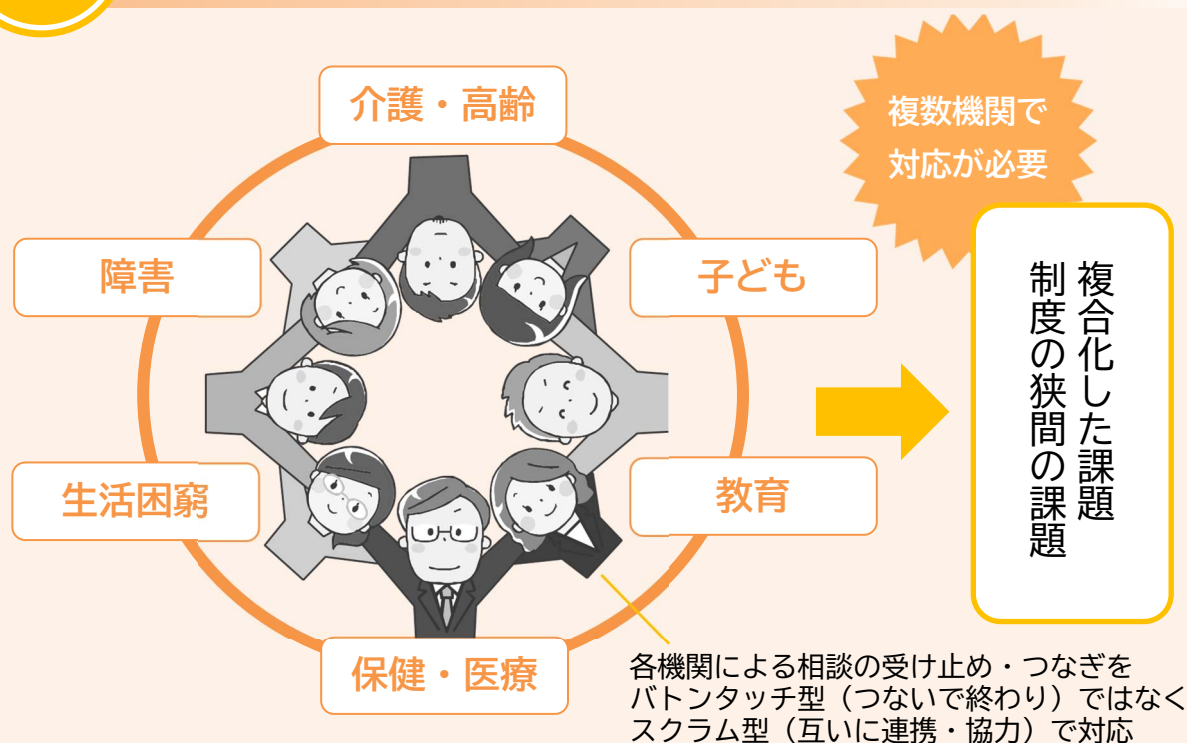 介護・高齢
複数機関で
対応が必要
障害
子ども
複合化した課題
制度の狭間の課題
生活困窮
教育
保健・医療
各機関による相談の受け止め・つなぎを
バトンタッチ型（つないで終わり）ではなく
スクラム型（互いに連携・協力）で対応